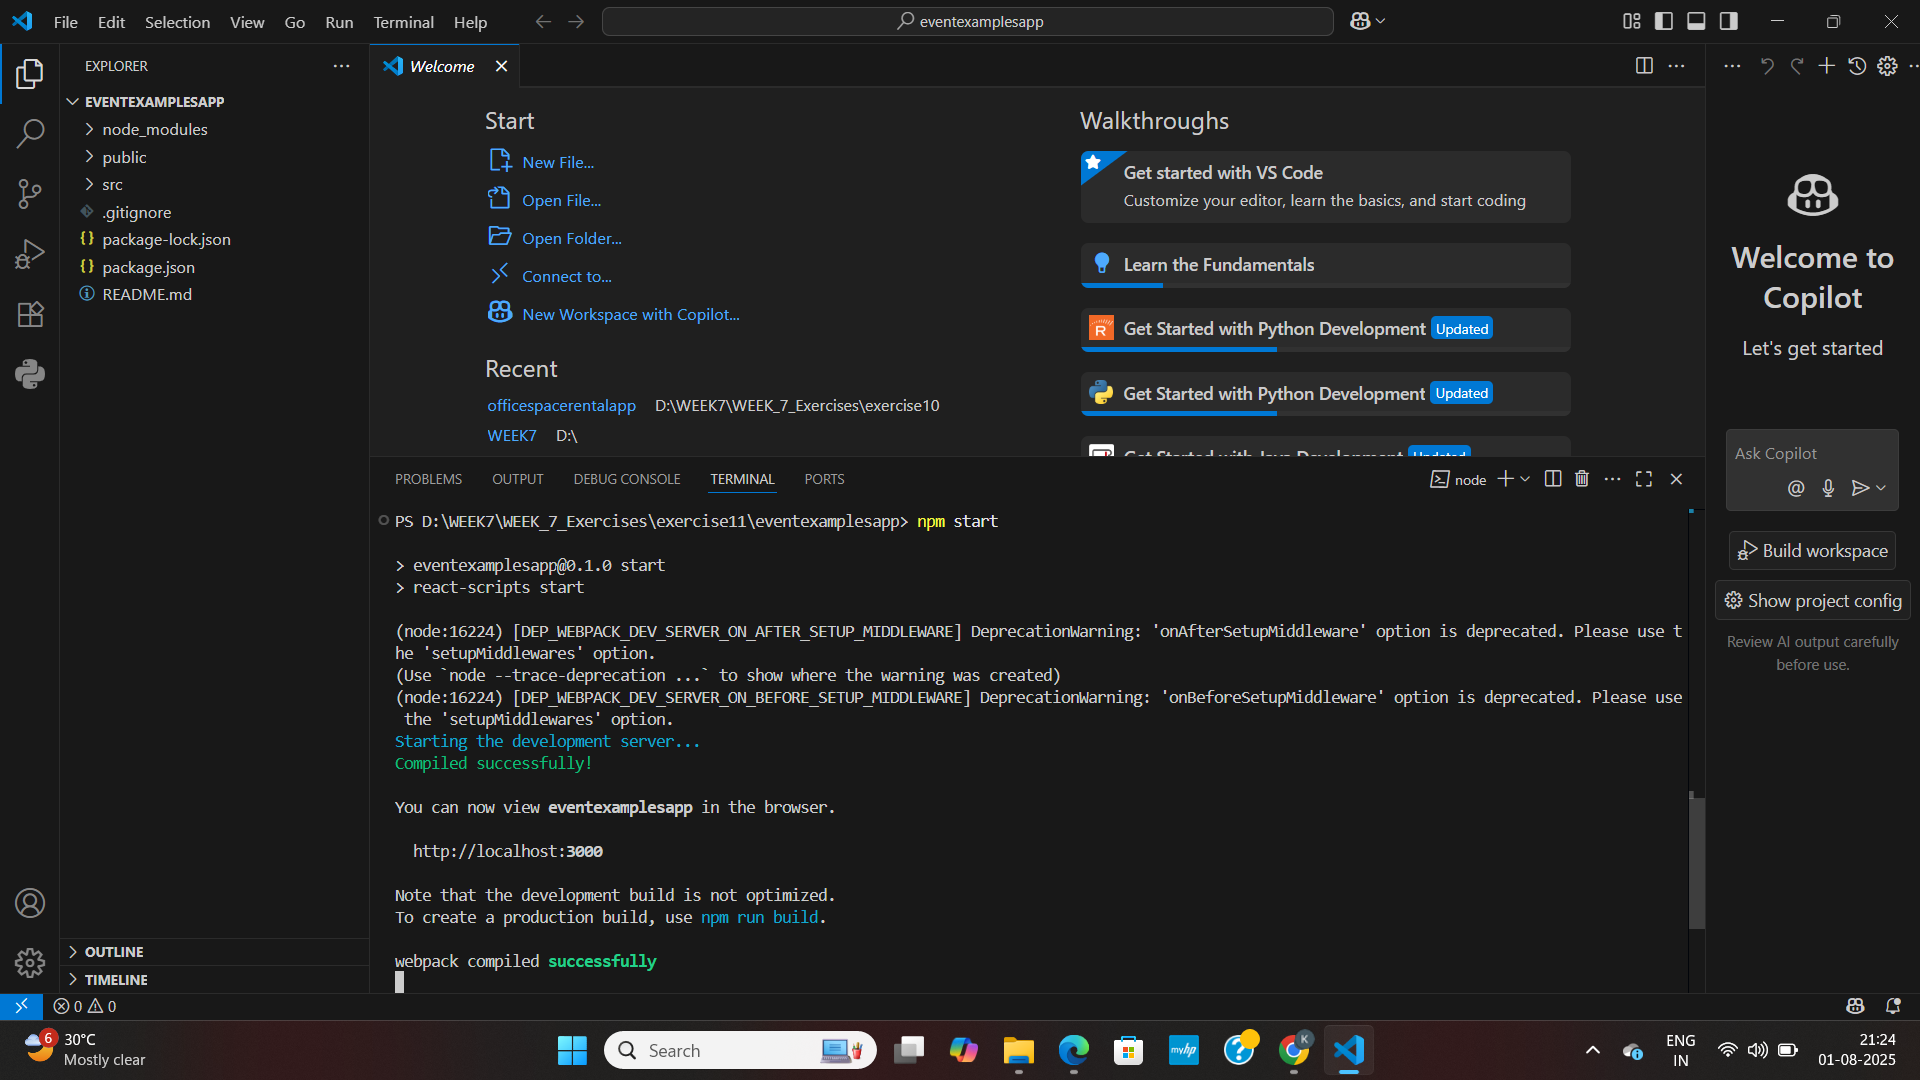 File Edit Selection View Go Run Terminal Help
eventexamplesapp
EXPLORER
EVENTEXAMPLESAPP
node_modules
public
src
.gitignore
package-lock.json
package.json
README.md
OUTLINE
TIMELINE
Welcome
Start
New File...
Open File...
Open Folder...
Connect to...
New Workspace with Copilot...
Recent
officespacerentalapp D:\WEEK7\WEEK_7_Exercises\exercise10
WEEK7 D:\
Walkthroughs
Get started with VS Code
Customize your editor, learn the basics, and start coding
Learn the Fundamentals
Get Started with Python Development Updated
Get Started with Python Development Updated
Get Started with Java Development Updated
PROBLEMS OUTPUT DEBUG CONSOLE TERMINAL PORTS
node
PS D:\WEEK7\WEEK_7_Exercises\exercise11\eventexamplesapp> npm start
> eventexamplesapp@0.1.0 start
> react-scripts start
(node:16224) [DEP_WEBPACK_DEV_SERVER_ON_AFTER_SETUP_MIDDLEWARE] DeprecationWarning: 'onAfterSetupMiddleware' option is deprecated. Please use t
he 'setupMiddlewares' option.
(Use `node --trace-deprecation ...` to show where the warning was created)
(node:16224) [DEP_WEBPACK_DEV_SERVER_ON_BEFORE_SETUP_MIDDLEWARE] DeprecationWarning: 'onBeforeSetupMiddleware' option is deprecated. Please use
 the 'setupMiddlewares' option.
Starting the development server...
Compiled successfully!
You can now view eventexamplesapp in the browser.
http://localhost:3000
Note that the development build is not optimized.
To create a production build, use npm run build.
webpack compiled successfully
Welcome to
Copilot
Let's get started
Ask Copilot
Build workspace
Show project config
Review AI output carefully
before use.
0 0
6
30°C
Mostly clear
Search
myhp
K
ENG
IN
21:24
01-08-2025